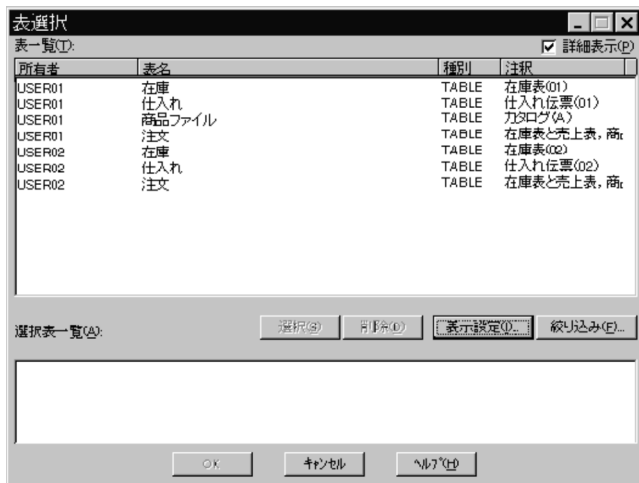 表選択
表一覧(T):
詳細表示(P)
所有者 表名 種別 注釈
USER01 在庫 TABLE 在庫表(01)
USER01 仕入れ TABLE 仕入れ伝票(01)
USER01 商品ファイル TABLE カタログ(A)
USER01 注文 TABLE 在庫表と売上表, 商
USER02 在庫 TABLE 在庫表(02)
USER02 仕入れ TABLE 仕入れ伝票(02)
USER02 注文 TABLE 在庫表と売上表, 商
選択表一覧(A):
選択(S) 削除(D) 表示設定(I)... 絞り込み(F)...
OK キャンセル ヘルプ(H)